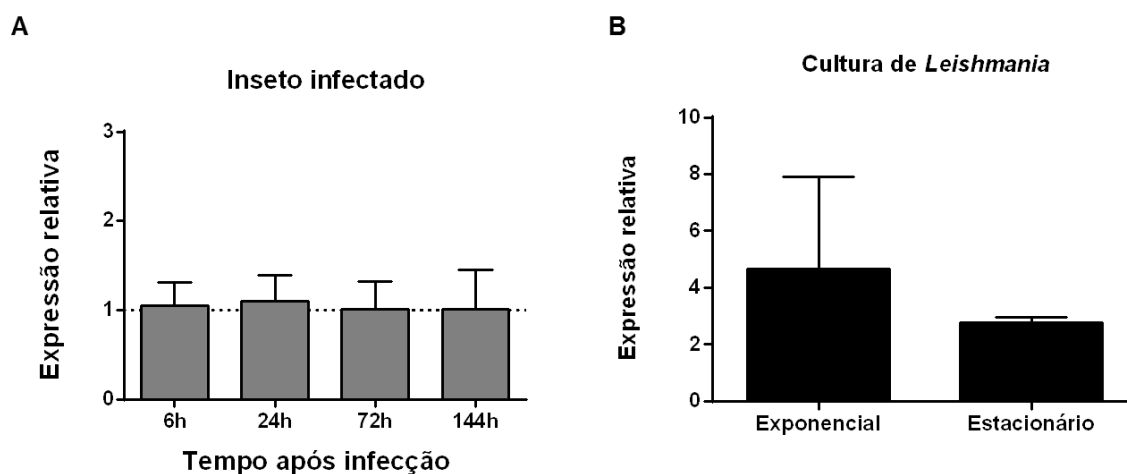 A
Inseto infectado
Expressão relativa
3
2
1
0
6h 24h 72h 144h
Tempo após infecção
B
Cultura de Leishmania
Expressão relativa
10
8
6
4
2
0
Exponencial Estacionário